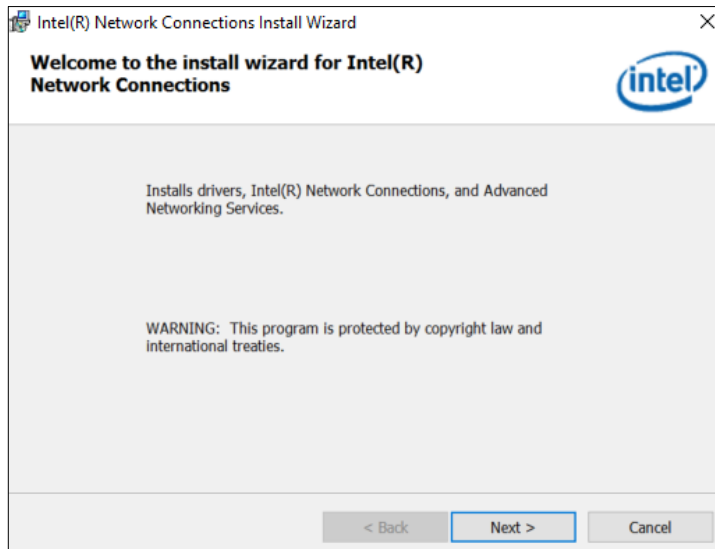 Intel(R) Network Connections Install Wizard
Welcome to the install wizard for Intel(R)
Network Connections
intel
Installs drivers, Intel(R) Network Connections, and Advanced
Networking Services.
WARNING:  This program is protected by copyright law and
international treaties.
< Back
Next >
Cancel